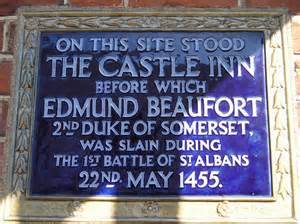 ON THIS SITE STOOD
THE CASTLE INN
BEFORE WHICH
EDMUND BEAUFORT
2ND DUKE OF SOMERSET,
WAS SLAIN DURING
THE 1ST BATTLE OF ST ALBANS
22ND. MAY 1455.